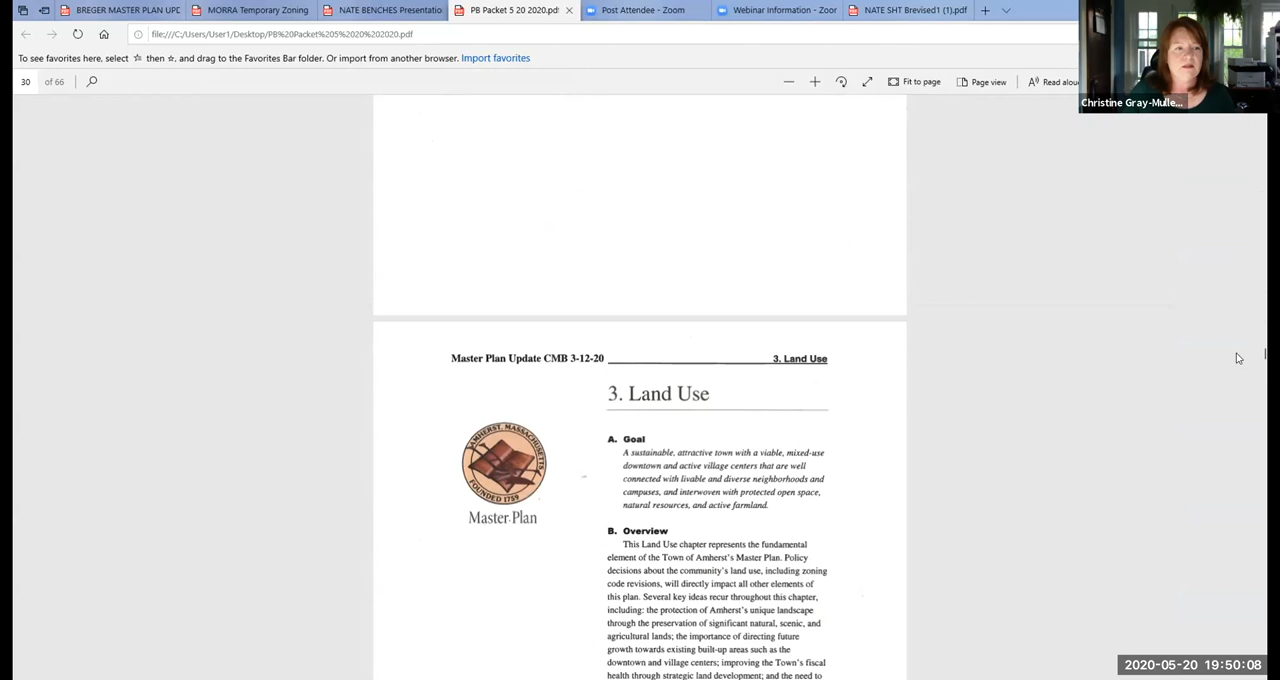 BREGER MASTER PLAN UPD
MORRA Temporary Zoning
NATE BENCHES Presentatio
PB Packet 5 20 2020.pdf
Post Attendee - Zoom
Webinar Information - Zoor
NATE SHT Brevised1 (1).pdf
file:///C:/Users/User1/Desktop/PB%20Packet%205%2020%202020.pdf
To see favorites here, select ☆ then ☆, and drag to the Favorites Bar folder. Or import from another browser. Import favorites
30 of 66
Fit to page
Page view
Read alou
Christine Gray-Mulle...
Master Plan Update CMB 3-12-20
3. Land Use
3. Land Use
AMHERST, MASSACHUSETTS
FOUNDED 1759
Master Plan
A. Goal
A sustainable, attractive town with a viable, mixed-use
downtown and active village centers that are well
connected with livable and diverse neighborhoods and
campuses, and interwoven with protected open space,
natural resources, and active farmland.
B. Overview
This Land Use chapter represents the fundamental
element of the Town of Amherst's Master Plan. Policy
decisions about the community's land use, including zoning
code revisions, will directly impact all other elements of
this plan. Several key ideas recur throughout this chapter,
including: the protection of Amherst's unique landscape
through the preservation of significant natural, scenic, and
agricultural lands; the importance of directing future
growth towards existing built-up areas such as the
downtown and village centers; improving the Town's fiscal
health through strategic land development; and the need to
2020-05-20 19:50:08